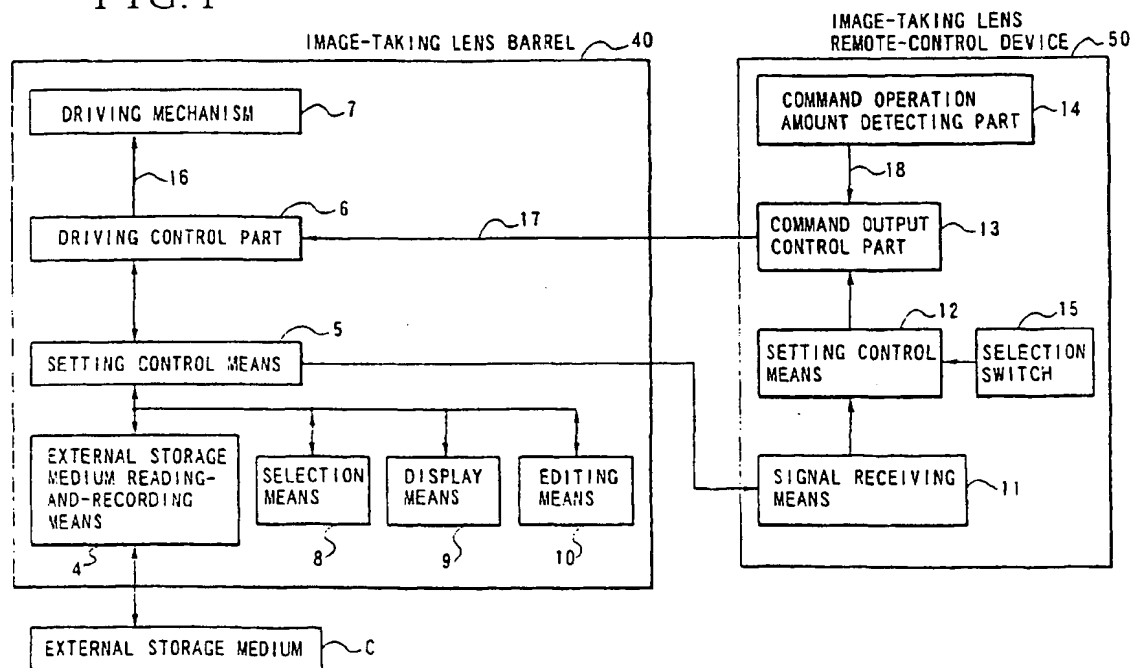 FIG. 1
IMAGE-TAKING LENS BARREL
40
DRIVING MECHANISM
7
16
6
DRIVING CONTROL PART
17
5
SETTING CONTROL MEANS
EXTERNAL STORAGE
MEDIUM READING-
AND-RECORDING
MEANS
4
SELECTION
MEANS
8
DISPLAY
MEANS
9
EDITING
MEANS
10
EXTERNAL STORAGE MEDIUM
C
IMAGE-TAKING LENS
REMOTE-CONTROL DEVICE
50
COMMAND OPERATION
AMOUNT DETECTING PART
14
18
COMMAND OUTPUT
CONTROL PART
13
12
SETTING CONTROL
MEANS
15
SELECTION
SWITCH
SIGNAL RECEIVING
MEANS
11